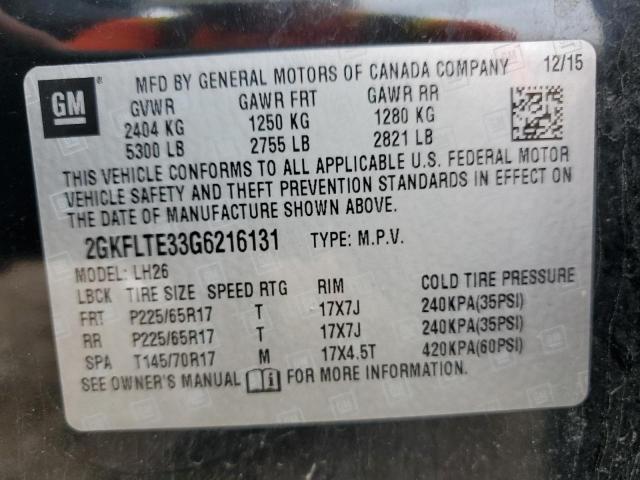 GM
MFD BY GENERAL MOTORS OF CANADA COMPANY 12/15
GVWR GAWR FRT GAWR RR
2404 KG 1250 KG 1280 KG
5300 LB 2755 LB 2821 LB
THIS VEHICLE CONFORMS TO ALL APPLICABLE U.S. FEDERAL MOTOR
VEHICLE SAFETY AND THEFT PREVENTION STANDARDS IN EFFECT ON
THE DATE OF MANUFACTURE SHOWN ABOVE.
2GKFLTE33G6216131 TYPE: M.P.V.
MODEL: LH26
LBCK TIRE SIZE SPEED RTG RIM COLD TIRE PRESSURE
FRT P225/65R17 T 17X7J 240KPA(35PSI)
RR P225/65R17 T 17X7J 240KPA(35PSI)
SPA T145/70R17 M 17X4.5T 420KPA(60PSI)
SEE OWNER'S MANUAL FOR MORE INFORMATION.